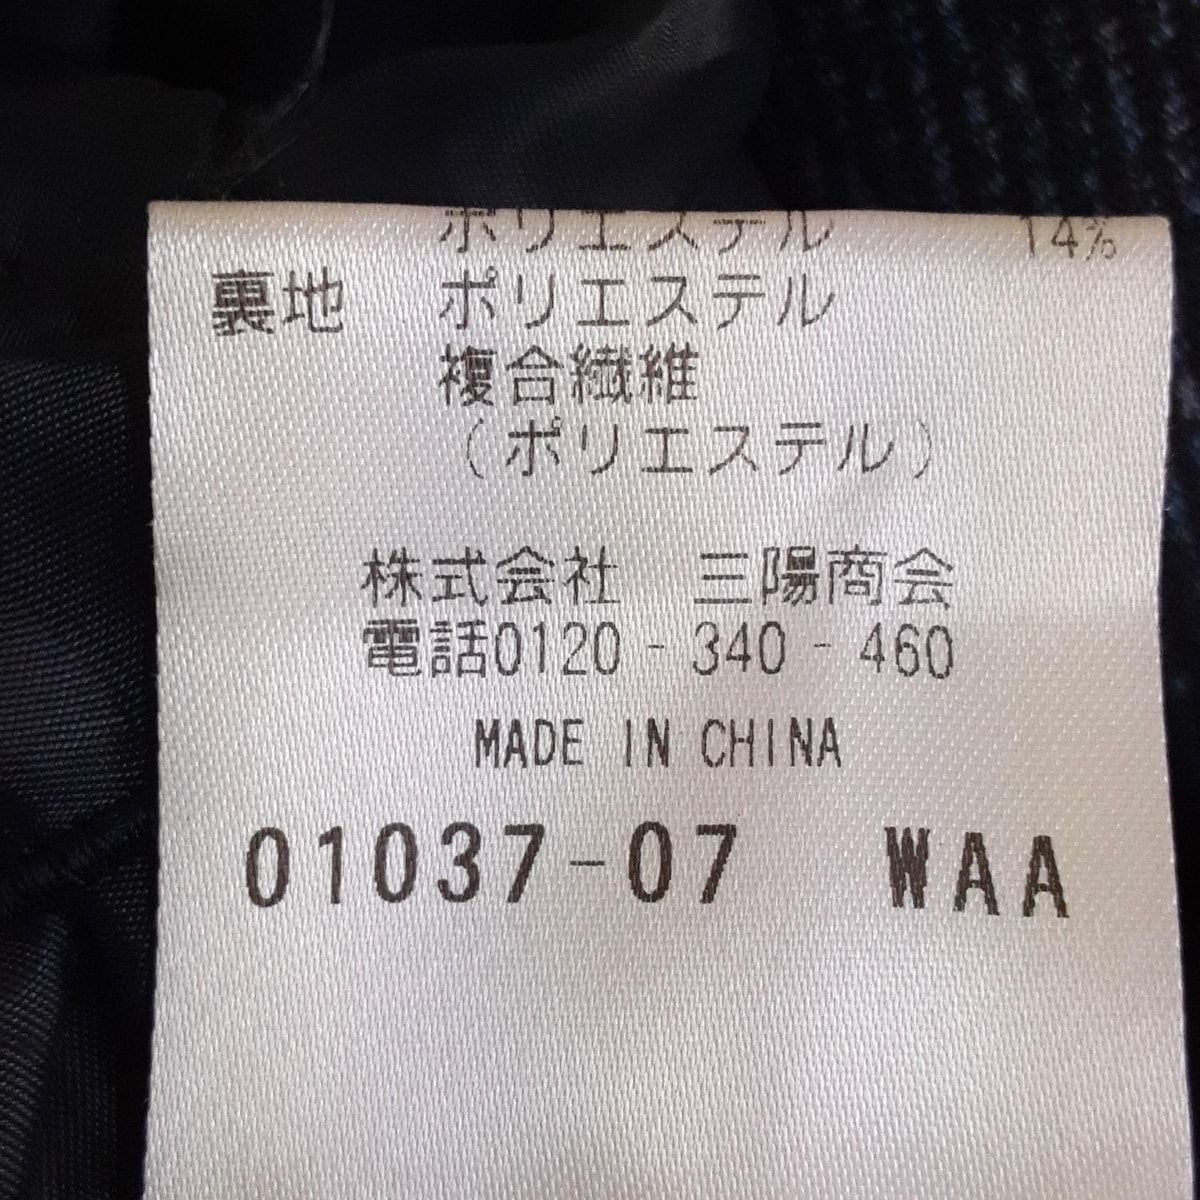 ポリエステル 14%
裏地 ポリエステル
複合繊維
(ポリエステル)
株式会社 三陽商会
電話0120-340-460
MADE IN CHINA
01037-07 WAA